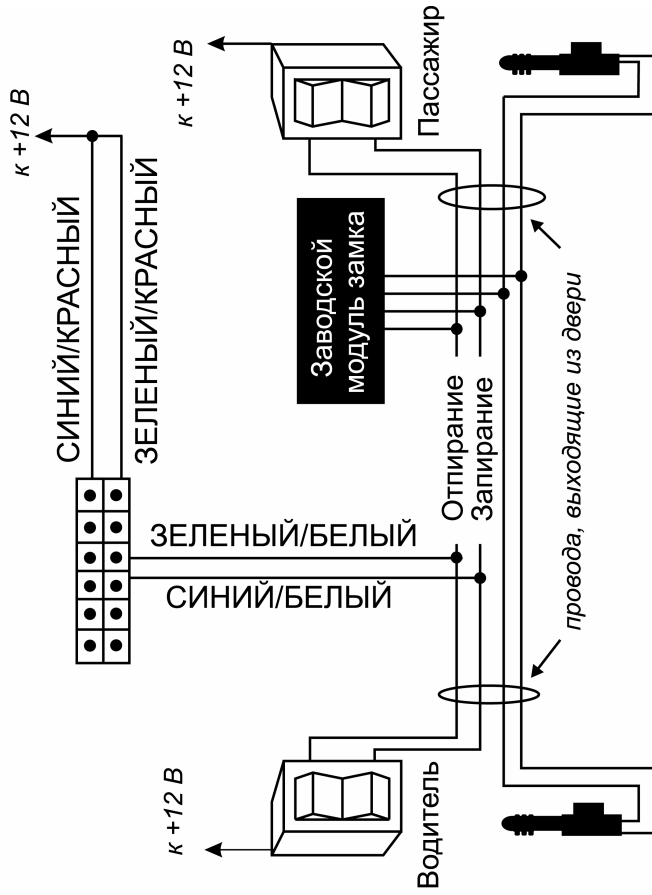 к +12 В
СИНИЙ/КРАСНЫЙ
ЗЕЛЕНЫЙ/КРАСНЫЙ
к +12 В
Пассажир
Заводской
модуль замка
Отпирание
Запирание
ЗЕЛЕНЫЙ/БЕЛЫЙ
СИНИЙ/БЕЛЫЙ
провода, выходящие из двери
к +12 В
Водитель